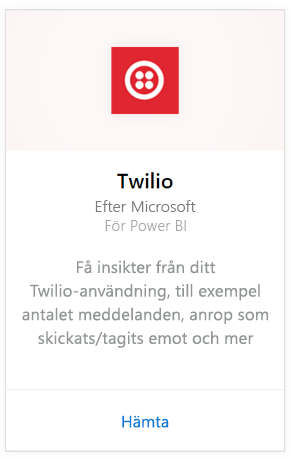 Twilio
Efter Microsoft
För Power BI
Få insikter från ditt
Twilio-användning, till exempel
antalet meddelanden, anrop som
skickats/tagits emot och mer
Hämta